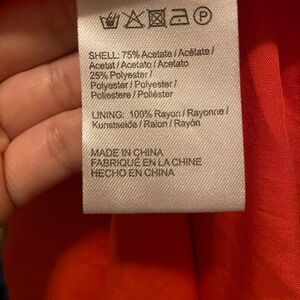 SHELL: 75% Acetate / Acétate /
Acetat / Acetato / Acetato
25% Polyester /
Polyester / Polyester /
Poliestere / Poliéster
LINING: 100% Rayon / Rayonne /
Kunstseide / Raion / Rayón
MADE IN CHINA
FABRIQUÉ EN LA CHINE
HECHO EN CHINA